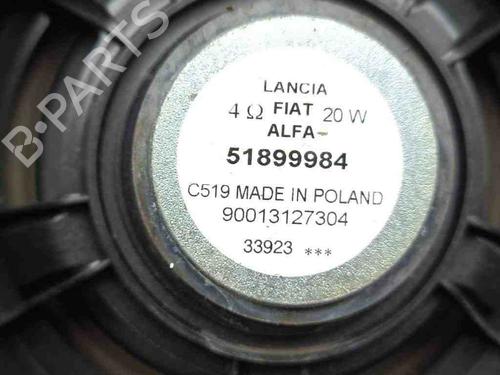 B-PARTS
LANCIA
4 Ω FIAT 20 W
ALFA
51899984
C519 MADE IN POLAND
90013127304
33923 ***